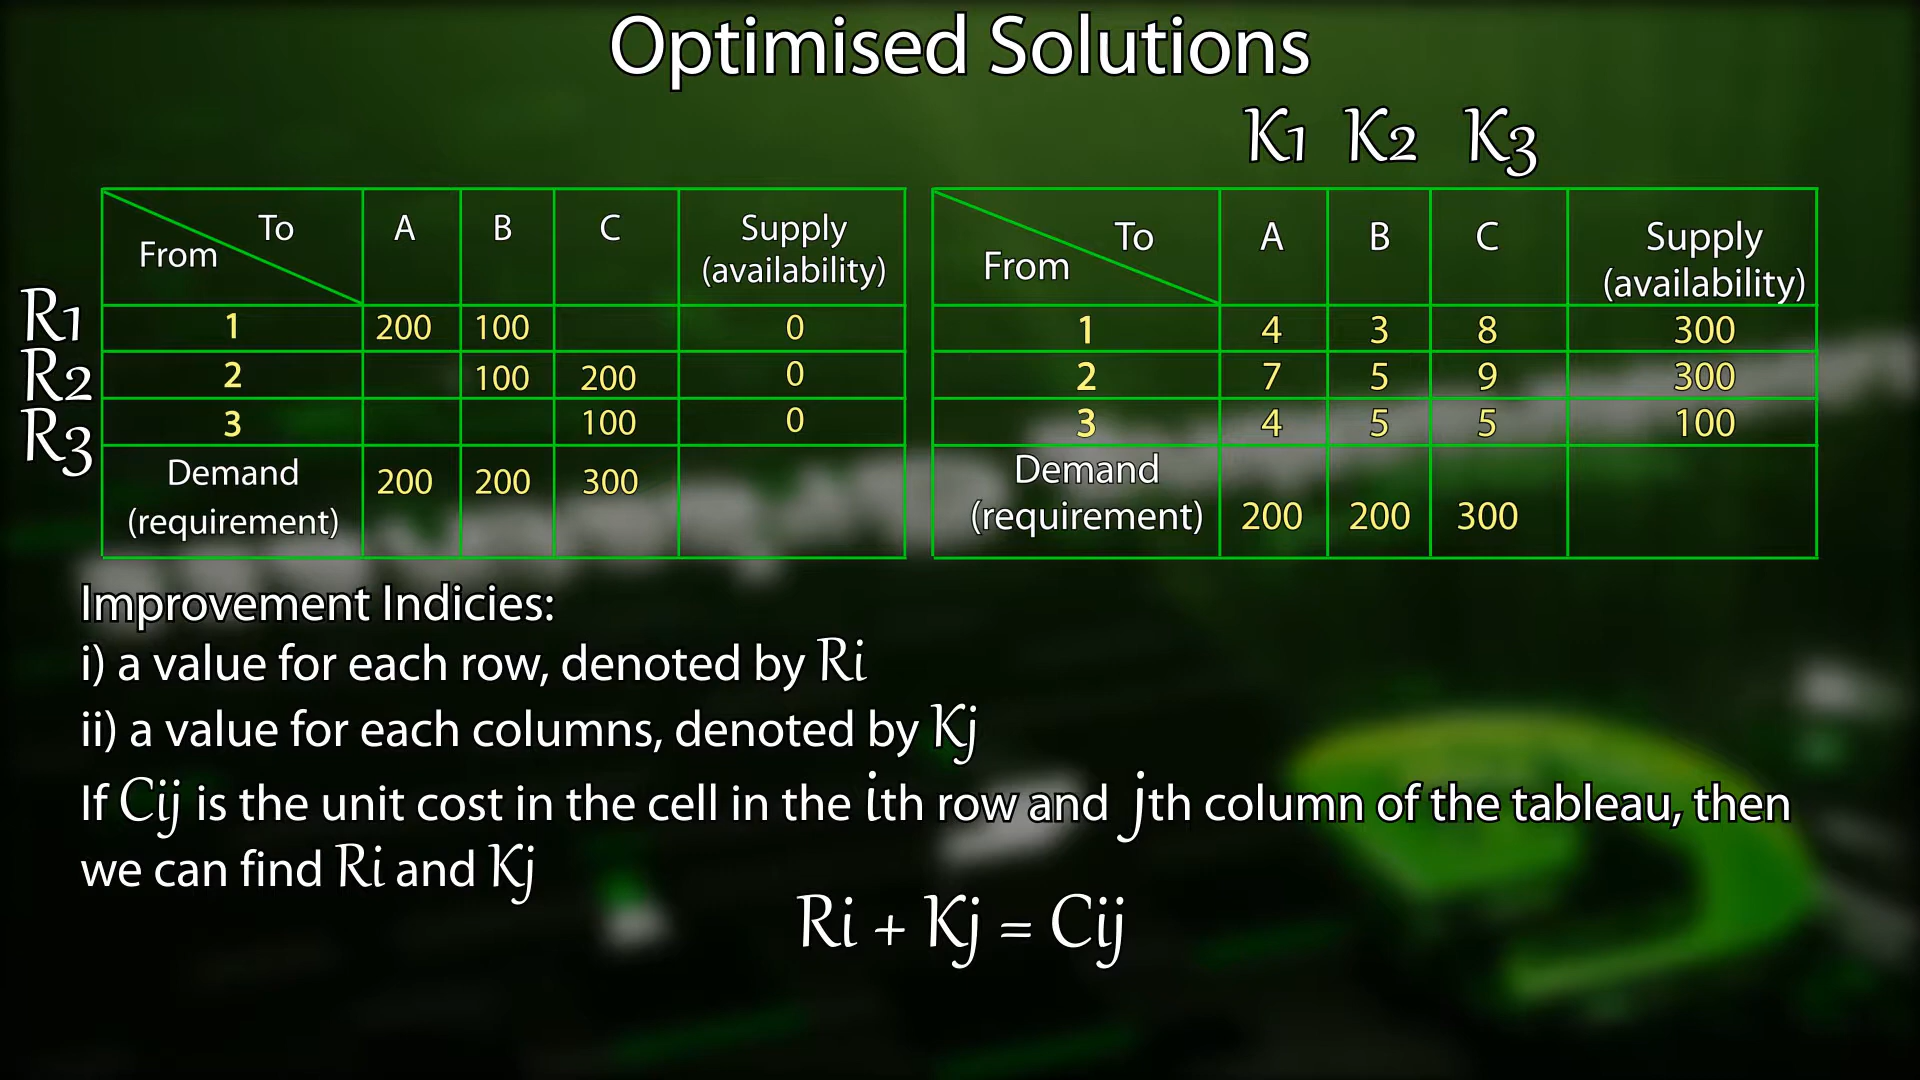 Optimised Solutions
K1 K2 K3
To
From
A B C Supply
(availability)
R1 1 200 100 0
R2 2 100 200 0
R3 3 100 0
Demand
(requirement)
200 200 300
To
From
A B C Supply
(availability)
1 4 3 8 300
2 7 5 9 300
3 4 5 5 100
Demand
(requirement) 200 200 300
Improvement Indicies:
i) a value for each row, denoted by Ri
ii) a value for each columns, denoted by Kj
If Cij is the unit cost in the cell in the ith row and jth column of the tableau, then
we can find Ri and Kj
Ri + Kj = Cij